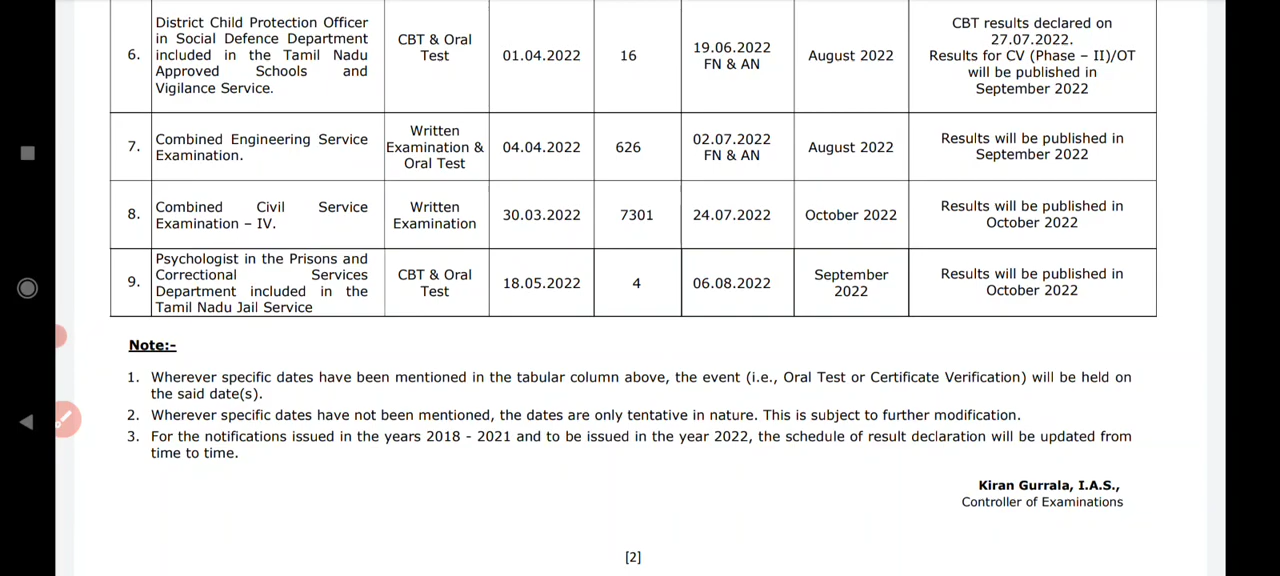 District Child Protection Officer
in Social Defence Department
6. included in the Tamil Nadu
Approved Schools and
Vigilance Service.
CBT & Oral
Test
01.04.2022
16
19.06.2022
FN & AN
August 2022
CBT results declared on
27.07.2022.
Results for CV (Phase – II)/OT
will be published in
September 2022
7. Combined Engineering Service
Examination.
Written
Examination &
Oral Test
04.04.2022
626
02.07.2022
FN & AN
August 2022
Results will be published in
September 2022
8. Combined Civil Service
Examination – IV.
Written
Examination
30.03.2022
7301
24.07.2022
October 2022
Results will be published in
October 2022
Psychologist in the Prisons and
Correctional Services
9. Department included in the
Tamil Nadu Jail Service
CBT & Oral
Test
18.05.2022
4
06.08.2022
September
2022
Results will be published in
October 2022
Note:-
1. Wherever specific dates have been mentioned in the tabular column above, the event (i.e., Oral Test or Certificate Verification) will be held on
the said date(s).
2. Wherever specific dates have not been mentioned, the dates are only tentative in nature. This is subject to further modification.
3. For the notifications issued in the years 2018 - 2021 and to be issued in the year 2022, the schedule of result declaration will be updated from
time to time.
Kiran Gurrala, I.A.S.,
Controller of Examinations
[2]